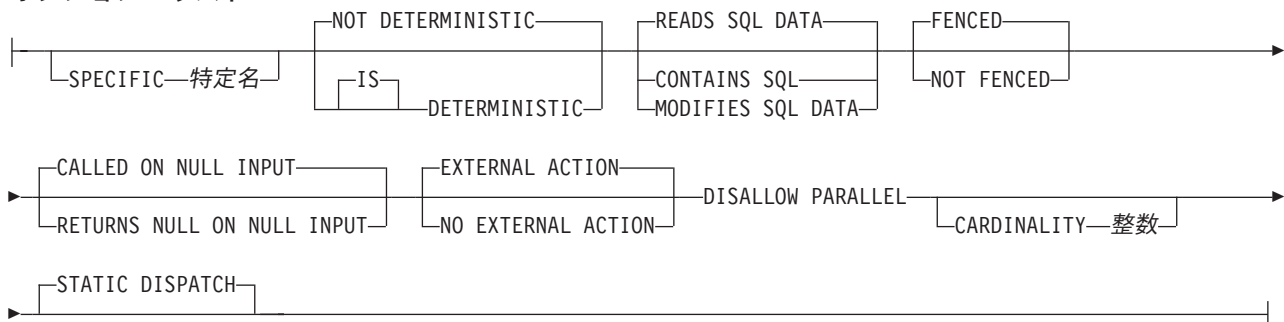 NOT DETERMINISTIC READS SQL DATA FENCED
SPECIFIC 特定名 IS CONTAINS SQL NOT FENCED
DETERMINISTIC MODIFIES SQL DATA
CALLED ON NULL INPUT EXTERNAL ACTION
DISALLOW PARALLEL
RETURNS NULL ON NULL INPUT NO EXTERNAL ACTION CARDINALITY 整数
STATIC DISPATCH